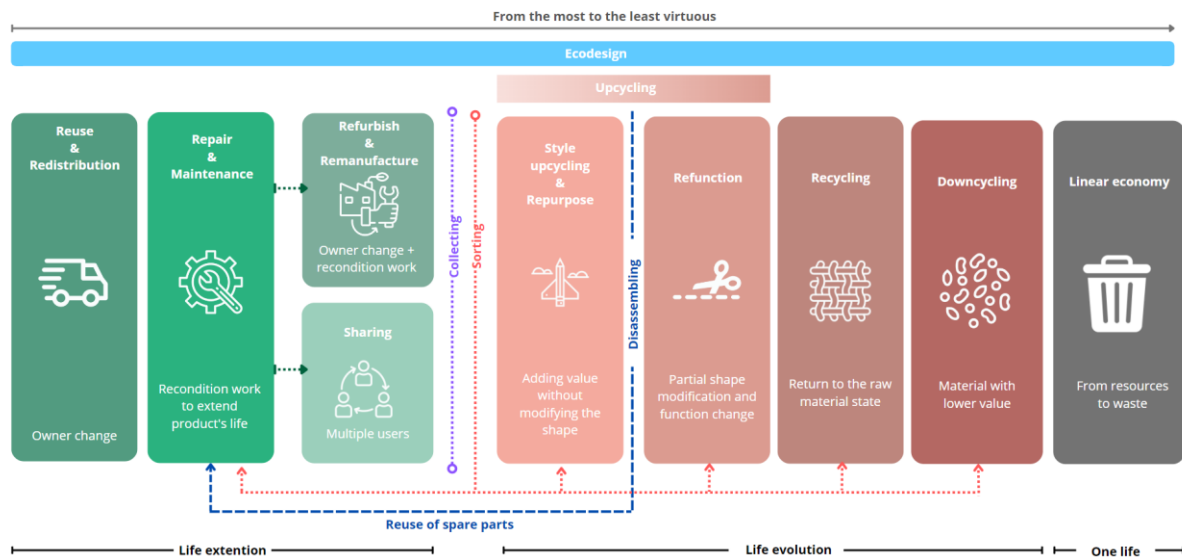 From the most to the least virtuous
Ecodesign
Upcycling
Reuse
&
Redistribution
Owner change
Repair
&
Maintenance
Recondition work
to extend
product's life
Refurbish
&
Remanufacture
Owner change +
recondition work
Sharing
Multiple users
Collecting
Sorting
Style
upcycling
&
Repurpose
Adding value
without
modifying the
shape
Disassembling
Refunction
Partial shape
modification and
function change
Recycling
Return to the raw
material state
Downcycling
Material with
lower value
Linear economy
From resources
to waste
Reuse of spare parts
Life extention
Life evolution
One life